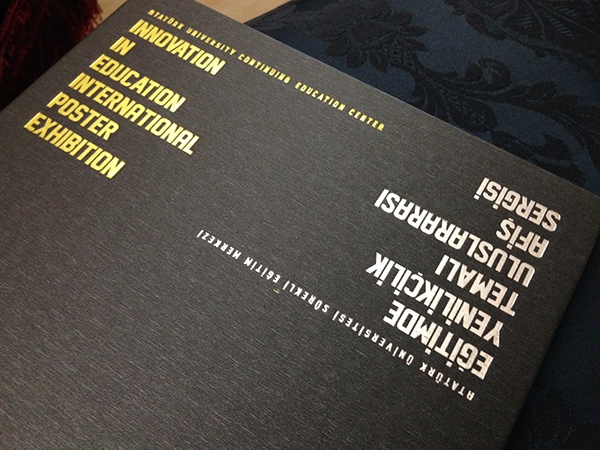 ATATÜRK UNIVERSITY CONTINUING EDUCATION CENTER
INNOVATION
IN
EDUCATION
INTERNATIONAL
POSTER
EXHIBITION
ATATÜRK ÜNİVERSİTESİ SÜREKLİ EĞİTİM MERKEZİ
EĞİTİMDE
YENİLİKÇİLİK
TEMALI
ULUSLARARASI
AFİŞ
SERGİSİ